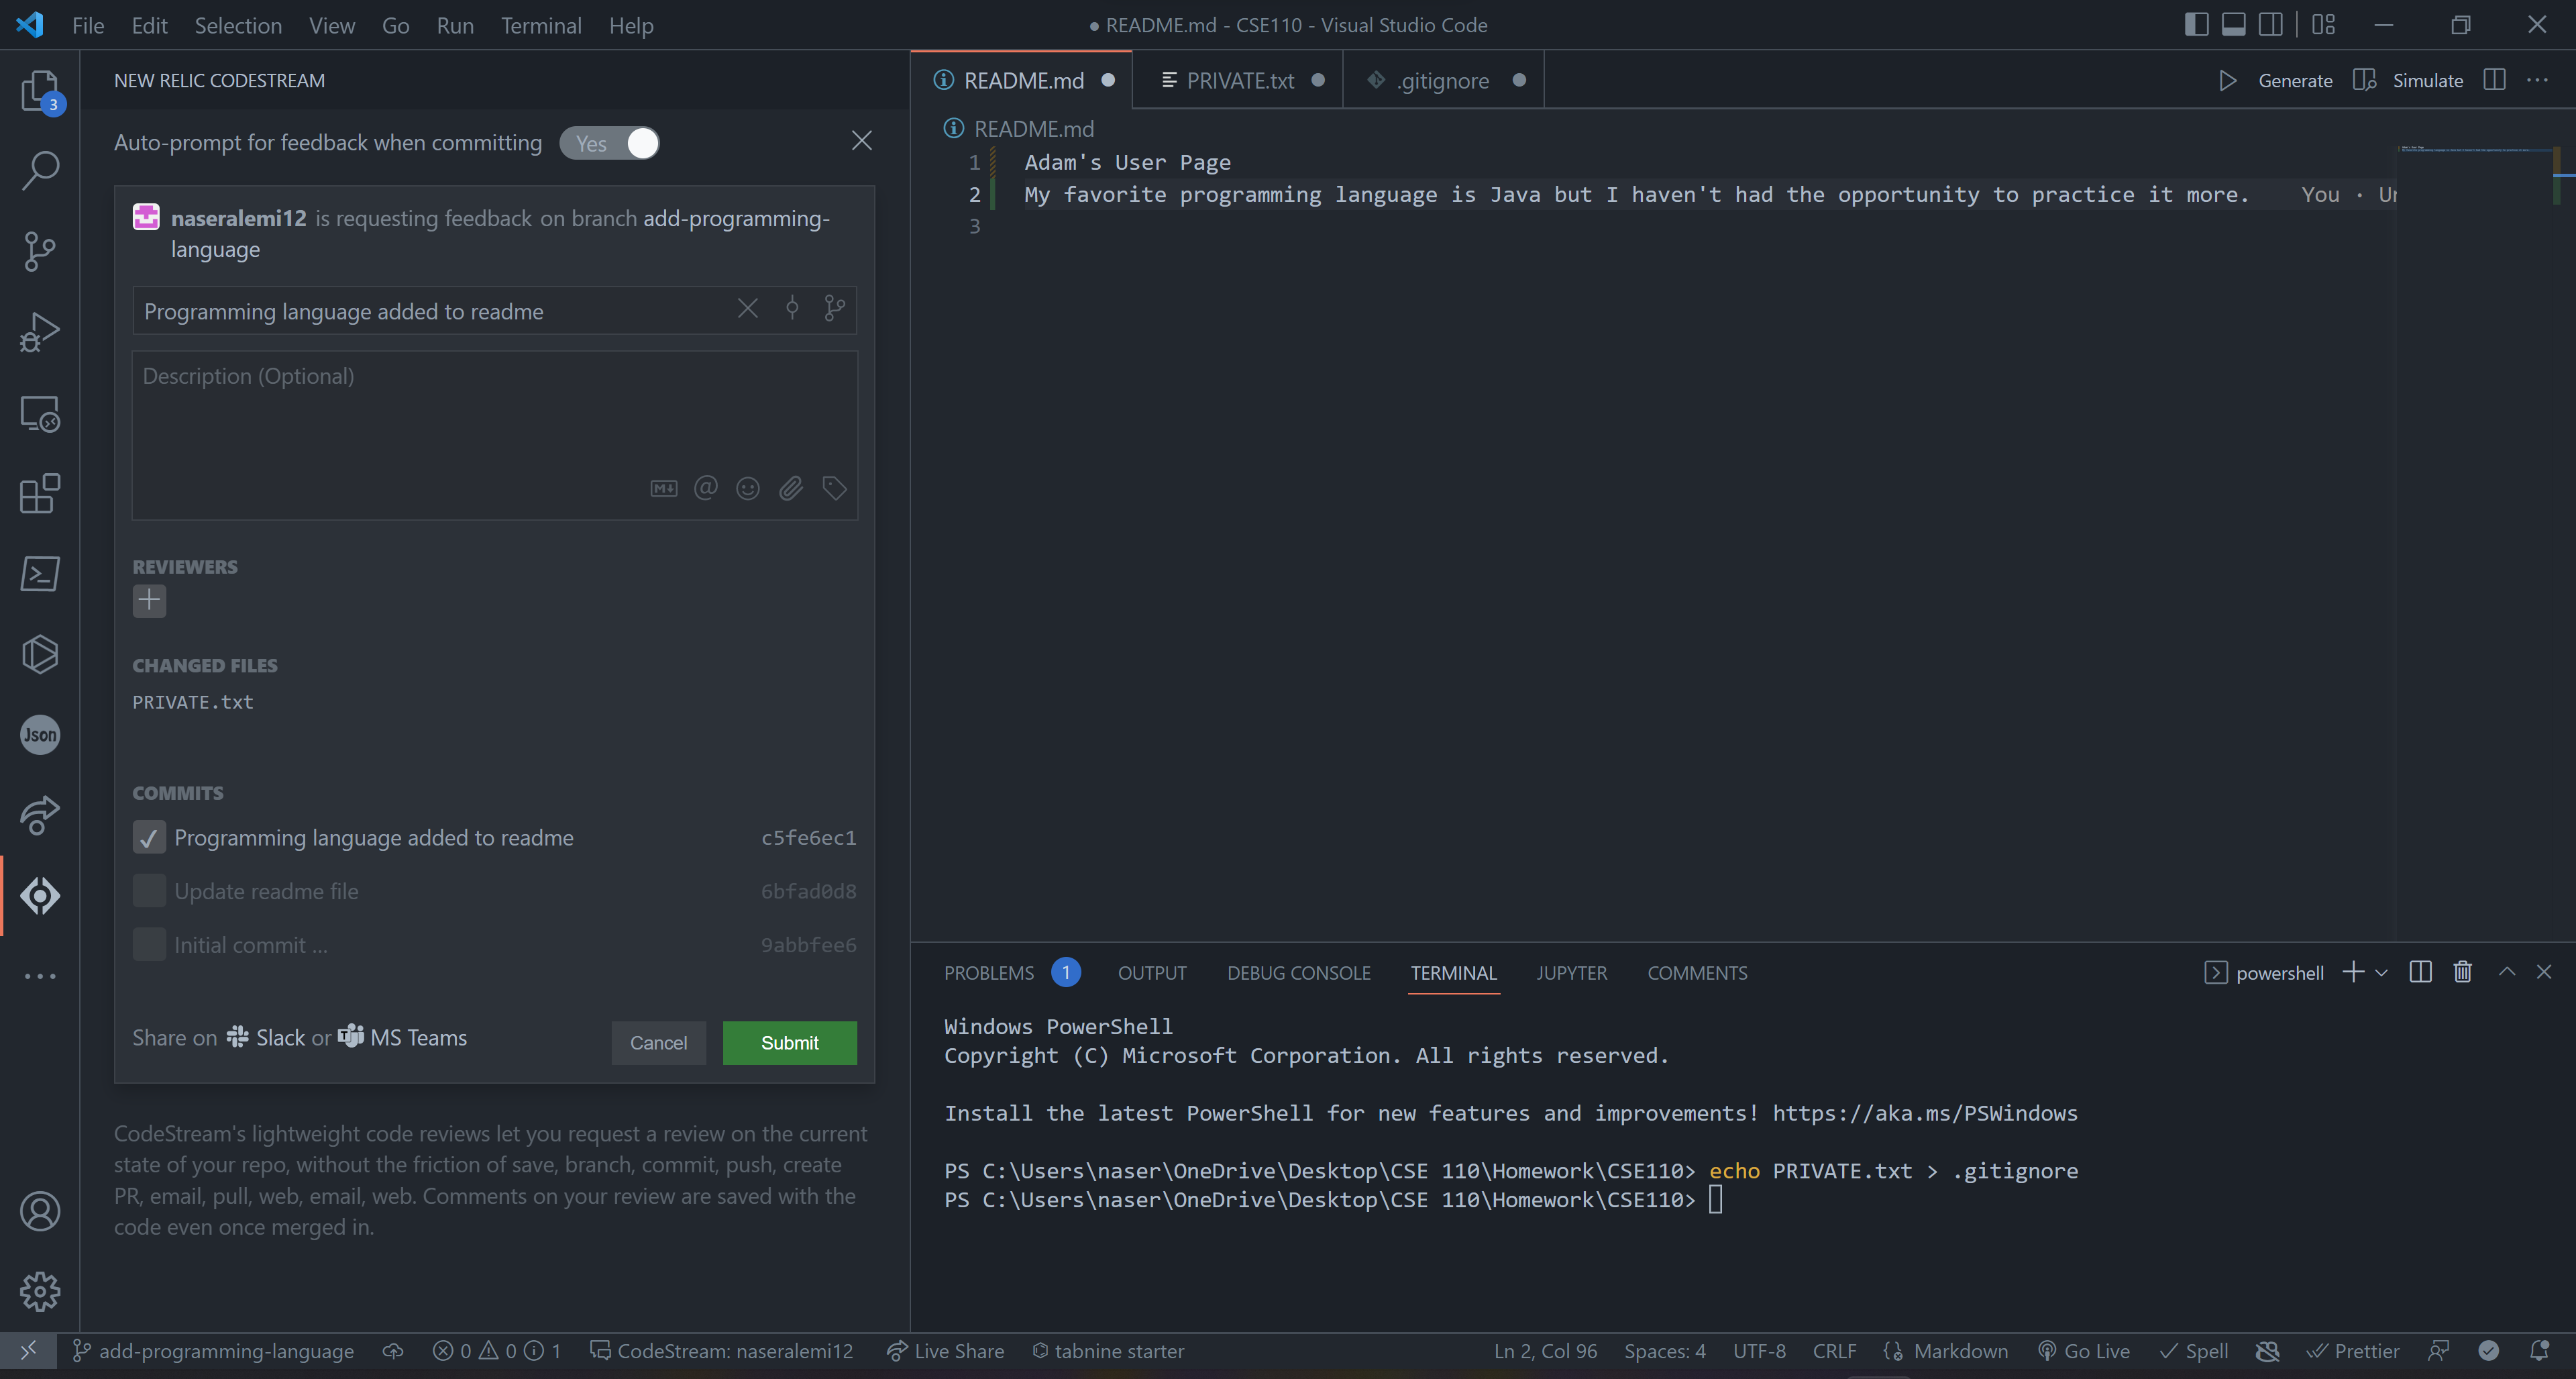 File Edit Selection View Go Run Terminal Help
● README.md - CSE110 - Visual Studio Code
3
NEW RELIC CODESTREAM
Auto-prompt for feedback when committing Yes
naseralemi12 is requesting feedback on branch add-programming-
language
Programming language added to readme
Description (Optional)
REVIEWERS
CHANGED FILES
PRIVATE.txt
COMMITS
Programming language added to readme c5fe6ec1
Update readme file 6bfad0d8
Initial commit ... 9abbfee6
Share on Slack or MS Teams
Cancel Submit
CodeStream's lightweight code reviews let you request a review on the current
state of your repo, without the friction of save, branch, commit, push, create
PR, email, pull, web, email, web. Comments on your review are saved with the
code even once merged in.
Json
README.md PRIVATE.txt .gitignore
Generate Simulate
README.md
1 Adam's User Page
2 My favorite programming language is Java but I haven't had the opportunity to practice it more. You · Un
3
PROBLEMS 1 OUTPUT DEBUG CONSOLE TERMINAL JUPYTER COMMENTS
powershell
Windows PowerShell
Copyright (C) Microsoft Corporation. All rights reserved.
Install the latest PowerShell for new features and improvements! https://aka.ms/PSWindows
PS C:\Users\naser\OneDrive\Desktop\CSE 110\Homework\CSE110> echo PRIVATE.txt > .gitignore
PS C:\Users\naser\OneDrive\Desktop\CSE 110\Homework\CSE110>
add-programming-language 0 0 1 CodeStream: naseralemi12 Live Share tabnine starter
Ln 2, Col 96 Spaces: 4 UTF-8 CRLF Markdown Go Live Spell Prettier